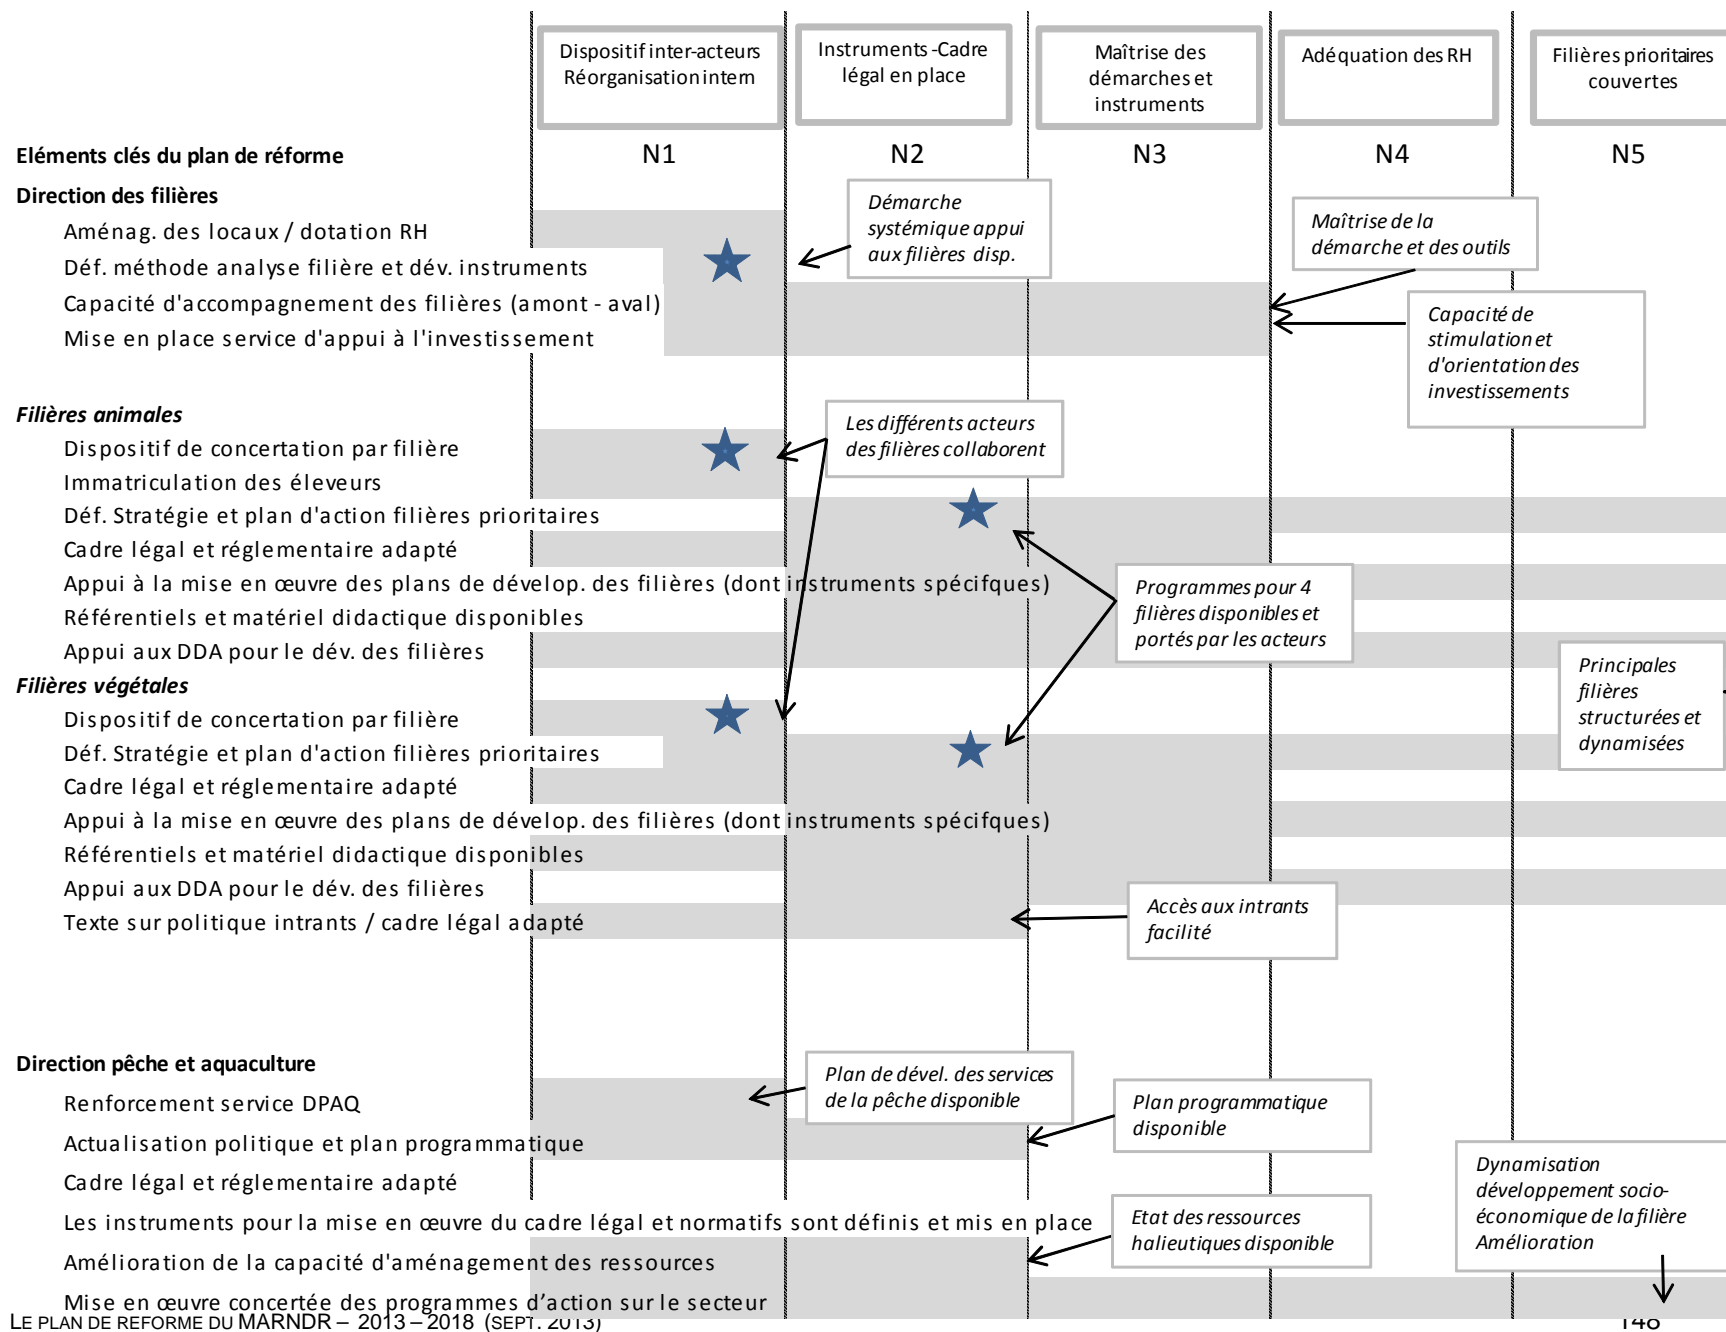 Dispositif inter-acteurs
Réorganisation intern
Instruments -Cadre
légal en place
Maîtrise des
démarches et
instruments
Adéquation des RH
Filières prioritaires
couvertes
Eléments clés du plan de réforme
N1
N2
N3
N4
N5
Direction des filières
Aménag. des locaux / dotation RH
Déf. méthode analyse filière et dév. instruments
Capacité d'accompagnement des filières (amont - aval)
Mise en place service d'appui à l'investissement
Démarche
systémique appui
aux filières disp.
Maîtrise de la
démarche et des outils
Capacité de
stimulation et
d'orientation des
investissements
Filières animales
Dispositif de concertation par filière
Immatriculation des éleveurs
Déf. Stratégie et plan d'action filières prioritaires
Cadre légal et réglementaire adapté
Appui à la mise en œuvre des plans de dévelop. des filières (dont instruments spécifques)
Référentiels et matériel didactique disponibles
Appui aux DDA pour le dév. des filières
Les différents acteurs
des filières collaborent
Programmes pour 4
filières disponibles et
portés par les acteurs
Filières végétales
Dispositif de concertation par filière
Déf. Stratégie et plan d'action filières prioritaires
Cadre légal et réglementaire adapté
Appui à la mise en œuvre des plans de dévelop. des filières (dont instruments spécifques)
Référentiels et matériel didactique disponibles
Appui aux DDA pour le dév. des filières
Texte sur politique intrants / cadre légal adapté
Principales
filières
structurées et
dynamisées
Accès aux intrants
facilité
Direction pêche et aquaculture
Renforcement service DPAQ
Actualisation politique et plan programmatique
Cadre légal et réglementaire adapté
Les instruments pour la mise en œuvre du cadre légal et normatifs sont définis et mis en place
Amélioration de la capacité d'aménagement des ressources
Mise en œuvre concertée des programmes d’action sur le secteur
Plan de dével. des services
de la pêche disponible
Plan programmatique
disponible
Etat des ressources
halieutiques disponible
Dynamisation
développement socio-
économique de la filière
Amélioration
LE PLAN DE REFORME DU MARNDR – 2013 – 2018 (SEPT. 2013)
146